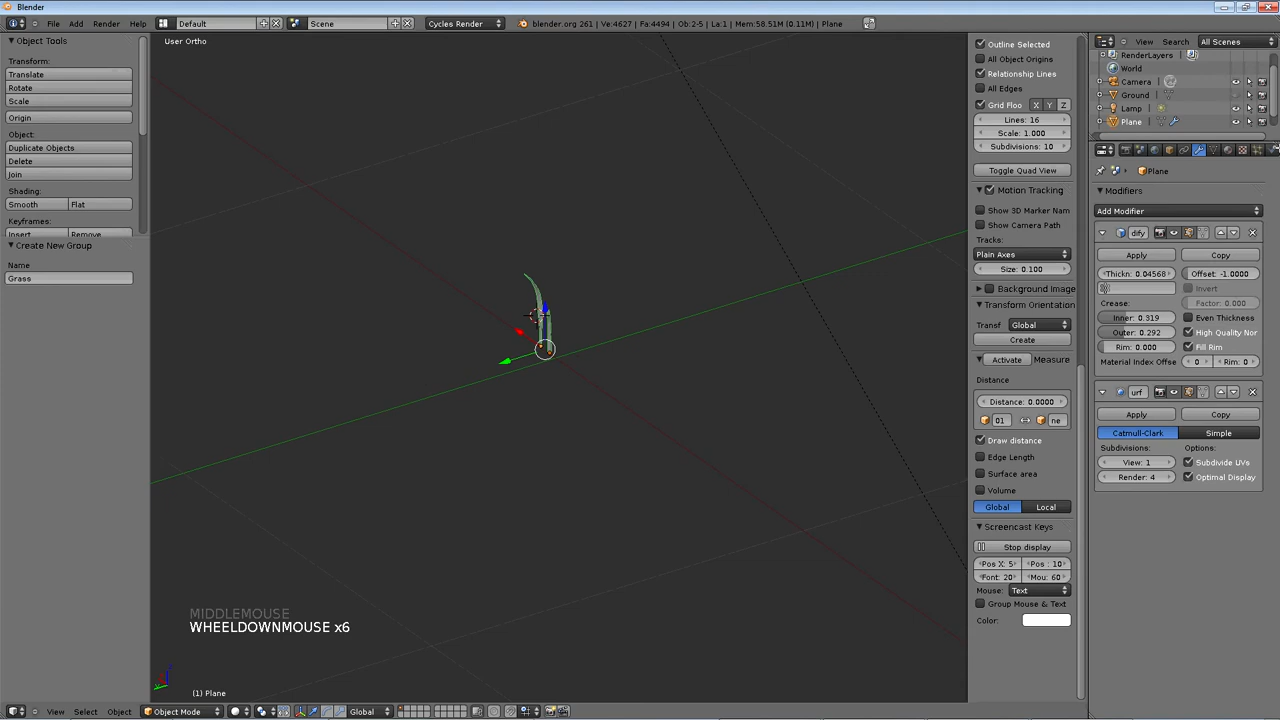 Blender
File Add Render Help Default Scene Cycles Render blender.org 261 | Ve:4627 | Fa:4494 | Ob:2-5 | La:1 | Mem:58.51M (0.11M) | Plane
Object Tools
Transform:
Translate
Rotate
Scale
Origin
Object:
Duplicate Objects
Delete
Join
Shading:
Smooth Flat
Keyframes:
Insert Remove
Create New Group
Name
Grass
User Ortho
MIDDLEMOUSE
WHEELDOWNMOUSE x6
(1) Plane
View Select Object Object Mode Global
Outline Selected
All Object Origins
Relationship Lines
All Edges
Grid Floo X Y Z
Lines: 16
Scale: 1.000
Subdivisions: 10
Toggle Quad View
Motion Tracking
Show 3D Marker Nam
Show Camera Path
Tracks:
Plain Axes
Size: 0.100
Background Image
Transform Orientation
Transf Global
Create
Activate Measure
Distance
Distance: 0.0000
01 ne
Draw distance
Edge Length
Surface area
Volume
Global Local
Screencast Keys
Stop display
Pos X: 5 Pos : 10
Font: 20 Mou: 60
Mouse: Text
Group Mouse & Text
Color:
View Search All Scenes
RenderLayers
World
Camera
Ground
Lamp
Plane
Plane
Modifiers
Add Modifier
dify
Apply Copy
Thickn: 0.04568 Offset: -1.0000
Invert
Crease: Factor: 0.000
Inner: 0.319 Even Thickness
Outer: 0.292 High Quality Nor
Rim: 0.000 Fill Rim
Material Index Offse 0 Rim: 0
urf
Apply Copy
Catmull-Clark Simple
Subdivisions: Options:
View: 1 Subdivide UVs
Render: 4 Optimal Display